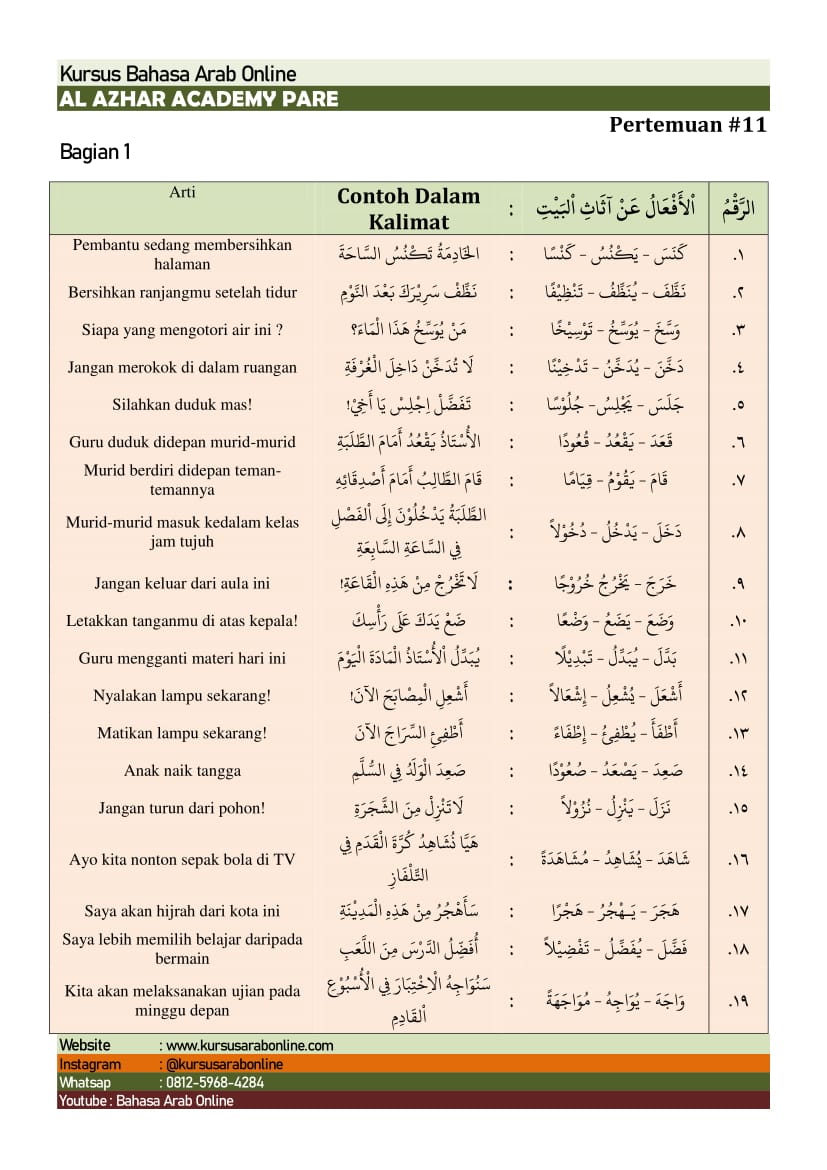 Kursus Bahasa Arab Online
AL AZHAR ACADEMY PARE
Pertemuan #11
Bagian 1
الرَّقْمُ اْلأَفْعَالُ عَنْ آثَاثِ اْلبَيْتِ : Contoh Dalam Kalimat Arti
١. كَنَسَ – يَكْنُسُ – كَنْسًا : الخَادِمَةُ تَكْنُسُ السَّاحَةَ Pembantu sedang membersihkan halaman
٢. نَظَّفَ – يُنَظِّفُ – تَنْظِيْفًا : نَظِّفْ سَرِيْرَكَ بَعْدَ النَّوْمِ Bersihkan ranjangmu setelah tidur
٣. وَسَّخَ – يُوَسِّخُ – تَوْسِيْخًا : مَنْ يُوَسِّخُ هَذَا الْمَاءَ؟ Siapa yang mengotori air ini ?
٤. دَخَّنَ – يُدَخِّنُ – تَدْخِيْنًا : لَا تُدَخِّنْ دَاخِلَ الْغُرْفَةِ Jangan merokok di dalam ruangan
٥. جَلَسَ – يَجْلِسُ- جُلُوْسًا : تَفَضَّلْ اِجْلِسْ يَا أَخِيْ! Silahkan duduk mas!
٦. قَعَدَ – يَقْعُدُ – قُعُودًا : الأُسْتَاذُ يَقْعُدُ أَمَامَ الطَّلَبَةِ Guru duduk didepan murid-murid
٧. قَامَ – يَقُوْمُ – قِيَامًا : قَامَ الطَّالِبُ أَمَامَ أَصْدِقَائِهِ Murid berdiri didepan teman-temannya
٨. دَخَلَ – يَدْخُلُ – دُخُوْلاً : الطَّلَبَةُ يَدْخُلُوْنَ إِلَى اْلفَصْلِ فِي السَّاعَةِ السَّابِعَةِ Murid-murid masuk kedalam kelas jam tujuh
٩. خَرَجَ – يَخْرُجُ خُرُوْجًا : لَاتَخْرُجْ مِنْ هَذِهِ الْقَاعَةِ! Jangan keluar dari aula ini
١٠. وَضَعَ – يَضَعُ – وَضْعًا : ضَعْ يَدَكَ عَلَى رَأْسِكَ Letakkan tanganmu di atas kepala!
١١. بَدَّلَ – يُبَدِّلُ – تَبْدِيْلًا : يُبَدِّلُ اْلأُسْتَاذُ الْمَادَةَ الْيَوْمَ Guru mengganti materi hari ini
١٢. أَشْعَلَ – يُشْعِلُ – إِشْعَالاً : أَشْعِلِ الْمِصْبَاحَ الآنَ! Nyalakan lampu sekarang!
١٣. أَطْفَأَ – يُطْفِئُ – إِطْفَاءً : أَطْفِئِ السِّرَاجَ الآنَ Matikan lampu sekarang!
١٤. صَعِدَ – يَصْعَدُ – صُعُوْدًا : صَعِدَ الْوَلَدُ فِي السُّلَّمِ Anak naik tangga
١٥. نَزَلَ – يَنْزِلُ – نُزُوْلاً : لَاتَنْزِلْ مِنَ الشَّجَرَةِ Jangan turun dari pohon!
١٦. شَاهَدَ – يُشَاهِدُ – مُشَاهَدَةً : هَيَّا نُشَاهِدُ كُرَّةَ الْقَدَمِ فِي التِّلْفَازِ Ayo kita nonton sepak bola di TV
١٧. هَجَرَ – يَهْجُرُ – هَجْرًا : سَأَهْجُرُ مِنْ هَذِهِ الْمَدِيْنَةِ Saya akan hijrah dari kota ini
١٨. فَضَّلَ – يُفَضِّلُ – تَفْضِيْلاً : أُفَضِّلُ الدَّرْسَ مِنَ اللَّعَبِ Saya lebih memilih belajar daripada bermain
١٩. وَاجَهَ – يُوَاجِهُ – مُوَاجَهَةً : سَنُوَاجِهُ الْاِخْتِبَارَ فِي الْأُسْبُوْعِ اْلقَادِمِ Kita akan melaksanakan ujian pada minggu depan
Website : www.kursusarabonline.com
Instagram : @kursusarabonline
Whatsap : 0812-5968-4284
Youtube : Bahasa Arab Online